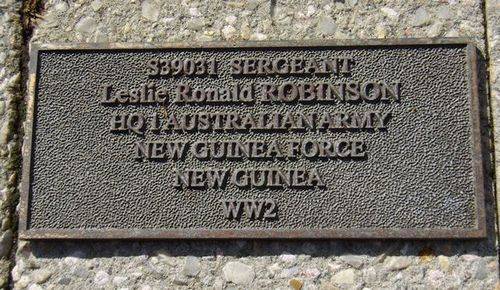 S39031 SERGEANT
Leslie Ronald ROBINSON
HQ 1 AUSTRALIAN ARMY
NEW GUINEA FORCE
NEW GUINEA
WW2